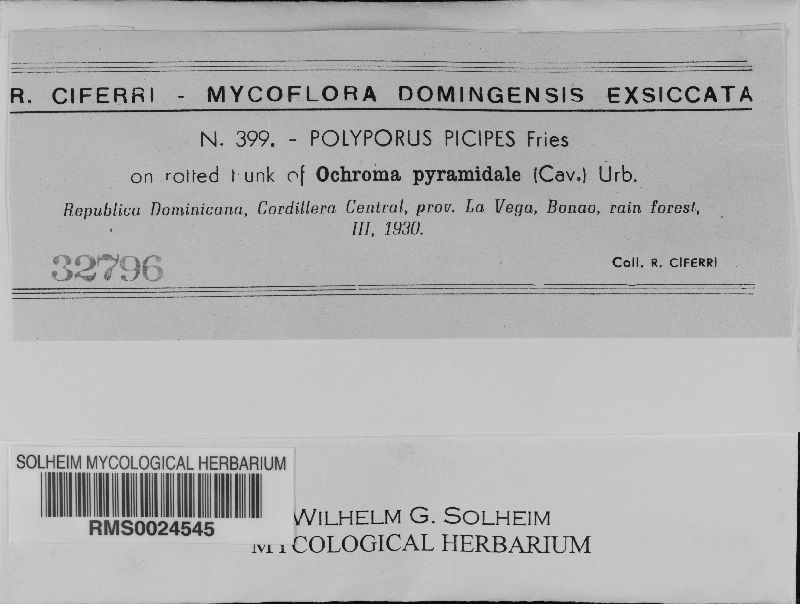 R. CIFERRI - MYCOFLORA DOMINGENSIS EXSICCATA
N. 399. - POLYPORUS PICIPES Fries
on rotted trunk of Ochroma pyramidale (Cav.) Urb.
Republica Dominicana, Cordillera Central, prov. La Vega, Bonao, rain forest,
III, 1930.
32796
Coll. R. CIFERRI
SOLHEIM MYCOLOGICAL HERBARIUM
RMS0024545
WILHELM G. SOLHEIM
MYCOLOGICAL HERBARIUM